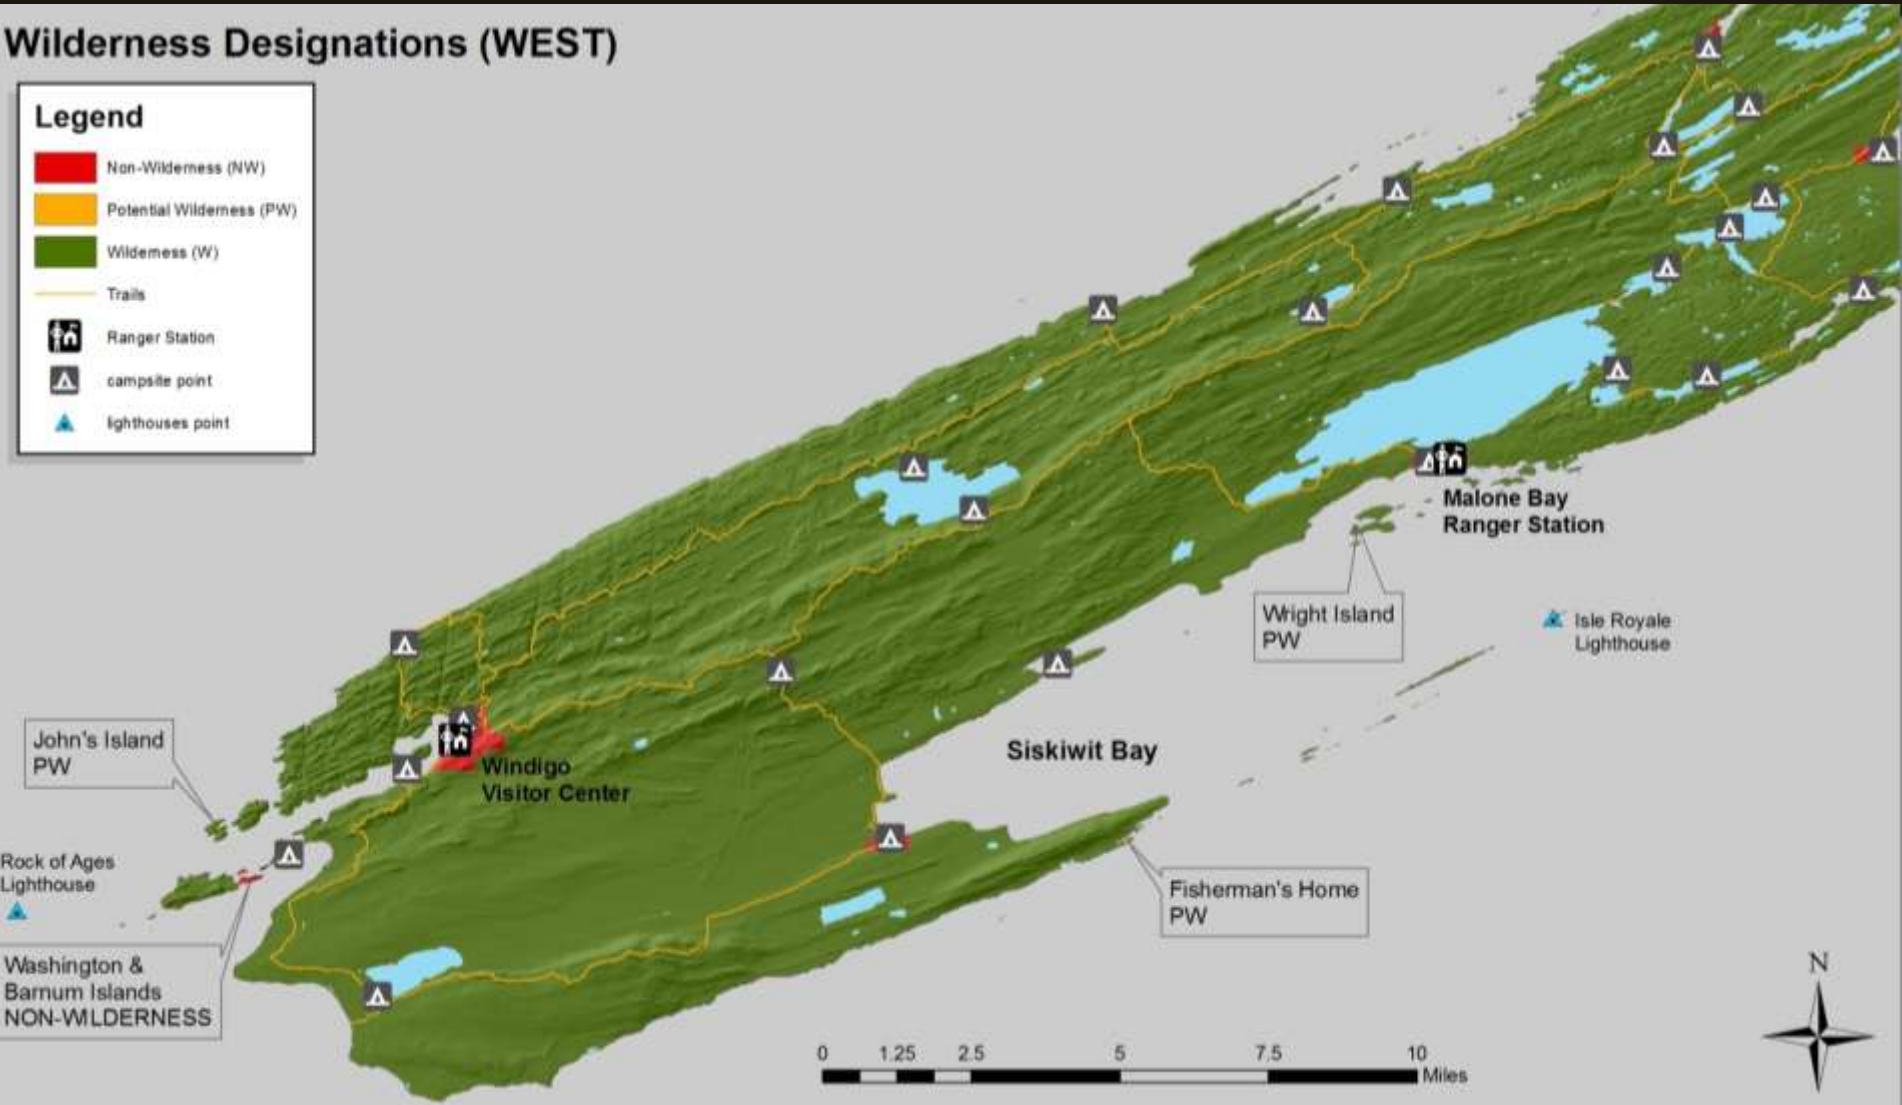 Wilderness Designations (WEST)
Legend
Non-Wilderness (NW)
Potential Wilderness (PW)
Wilderness (W)
Trails
Ranger Station
campsite point
lighthouses point
Malone Bay
Ranger Station
Wright Island
PW
Isle Royale
Lighthouse
John's Island
PW
Windigo
Visitor Center
Siskiwit Bay
Rock of Ages
Lighthouse
Fisherman's Home
PW
Washington &
Barnum Islands
NON-WILDERNESS
N
0 1.25 2.5 5 7.5 10
Miles